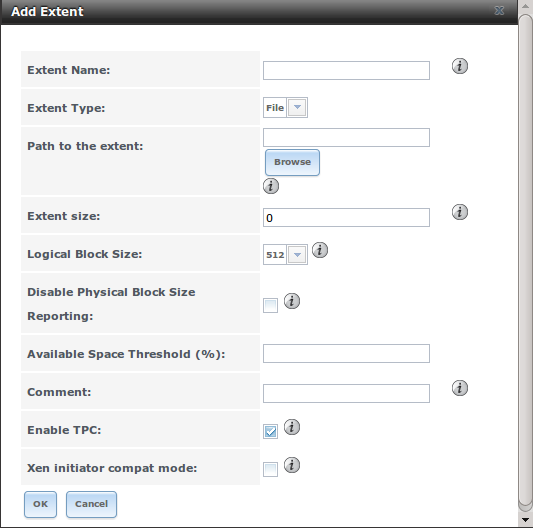 Add Extent
Extent Name:
Extent Type: File
Path to the extent:
Browse
Extent size: 0
Logical Block Size: 512
Disable Physical Block Size
Reporting:
Available Space Threshold (%):
Comment:
Enable TPC:
Xen initiator compat mode:
OK Cancel